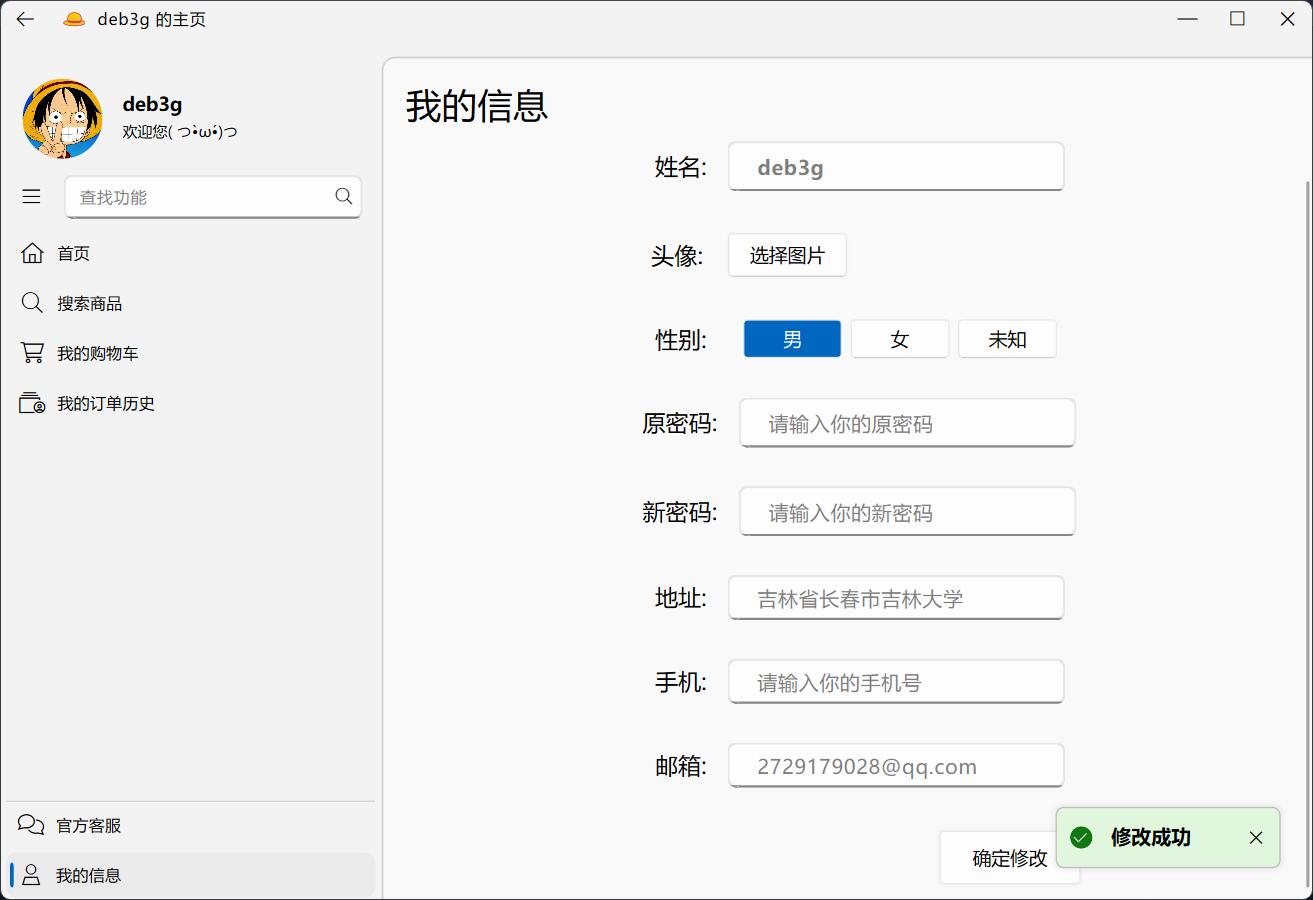 deb3g 的主页
deb3g
欢迎您( つ•̀ω•́)つ
查找功能
首页
搜索商品
我的购物车
我的订单历史
官方客服
我的信息
我的信息
姓名: deb3g
头像: 选择图片
性别: 男 女 未知
原密码: 请输入你的原密码
新密码: 请输入你的新密码
地址: 吉林省长春市吉林大学
手机: 请输入你的手机号
邮箱: 2729179028@qq.com
确定修改
修改成功